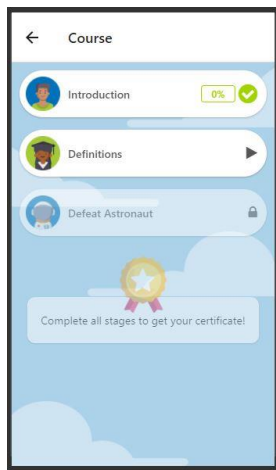 Course
Introduction
0%
Definitions
Defeat Astronaut
Complete all stages to get your certificate!